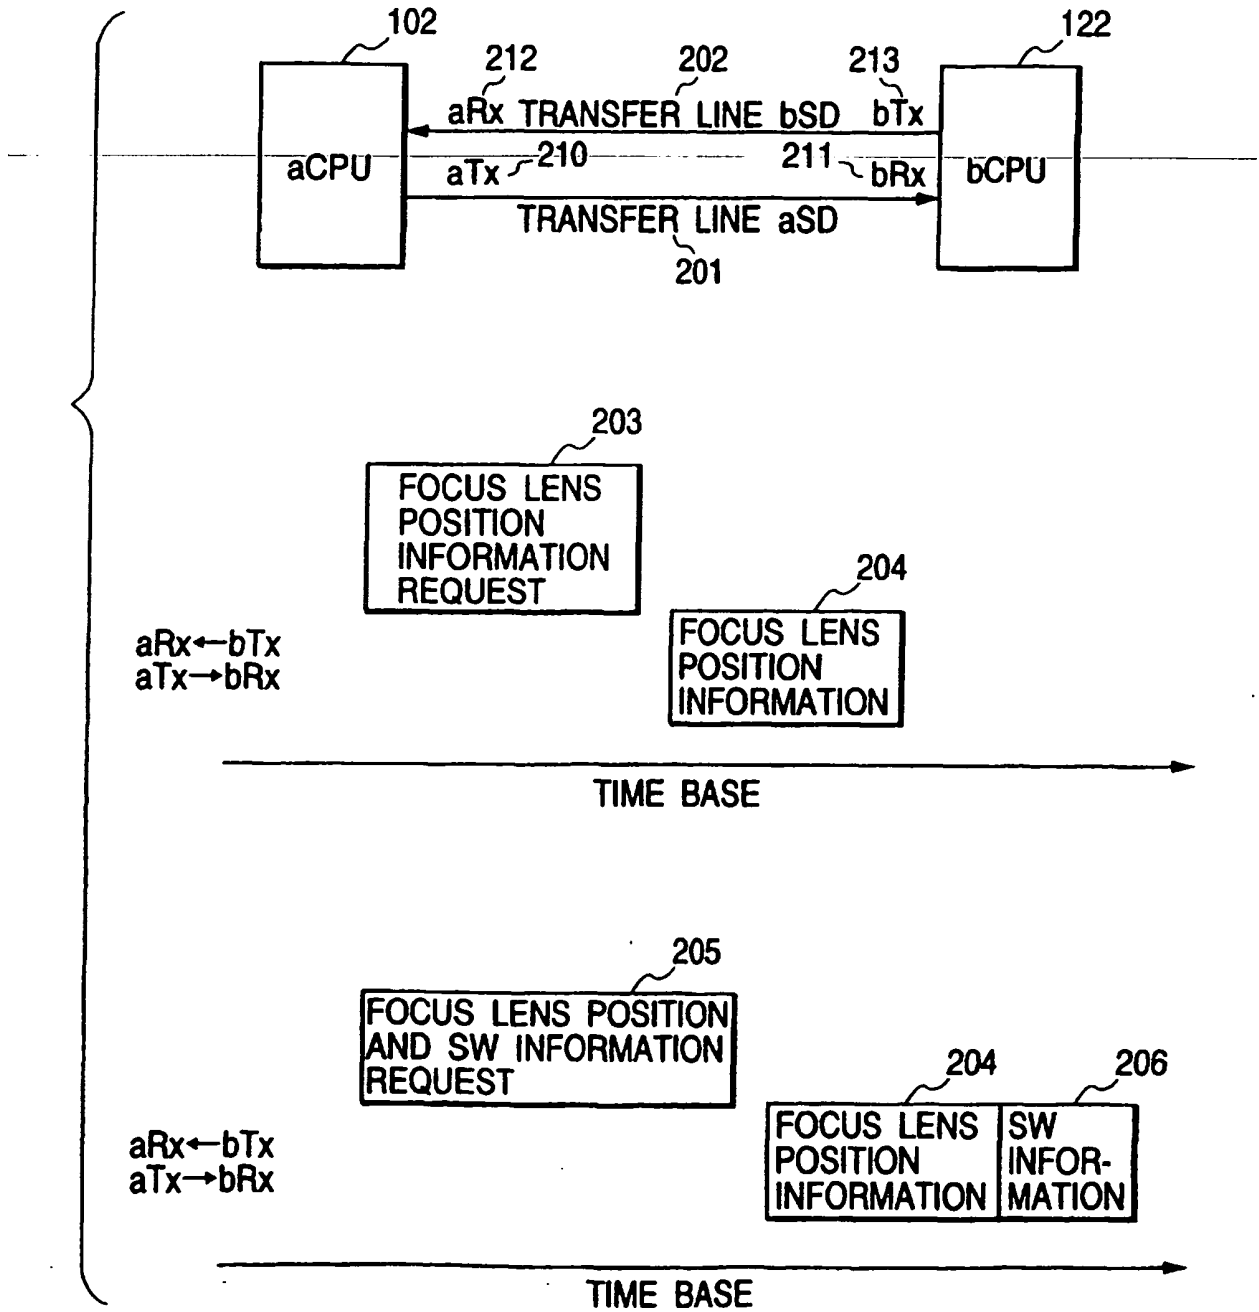 102
122
212
202
213
aRx TRANSFER LINE bSD bTx
aCPU
aTx
210
211
bRx
bCPU
TRANSFER LINE aSD
201
203
FOCUS LENS
POSITION
INFORMATION
REQUEST
204
FOCUS LENS
POSITION
INFORMATION
aRx←bTx
aTx→bRx
TIME BASE
205
FOCUS LENS POSITION
AND SW INFORMATION
REQUEST
204
206
FOCUS LENS
POSITION
INFORMATION
SW
INFOR-
MATION
aRx←bTx
aTx→bRx
TIME BASE